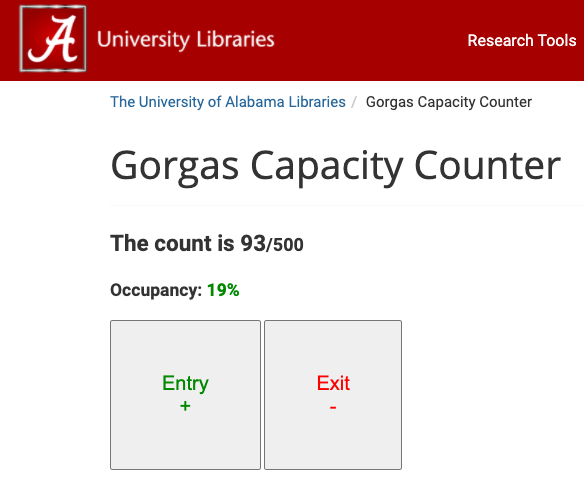 A University Libraries
Research Tools
The University of Alabama Libraries / Gorgas Capacity Counter
Gorgas Capacity Counter
The count is 93/500
Occupancy: 19%
Entry
+
Exit
-